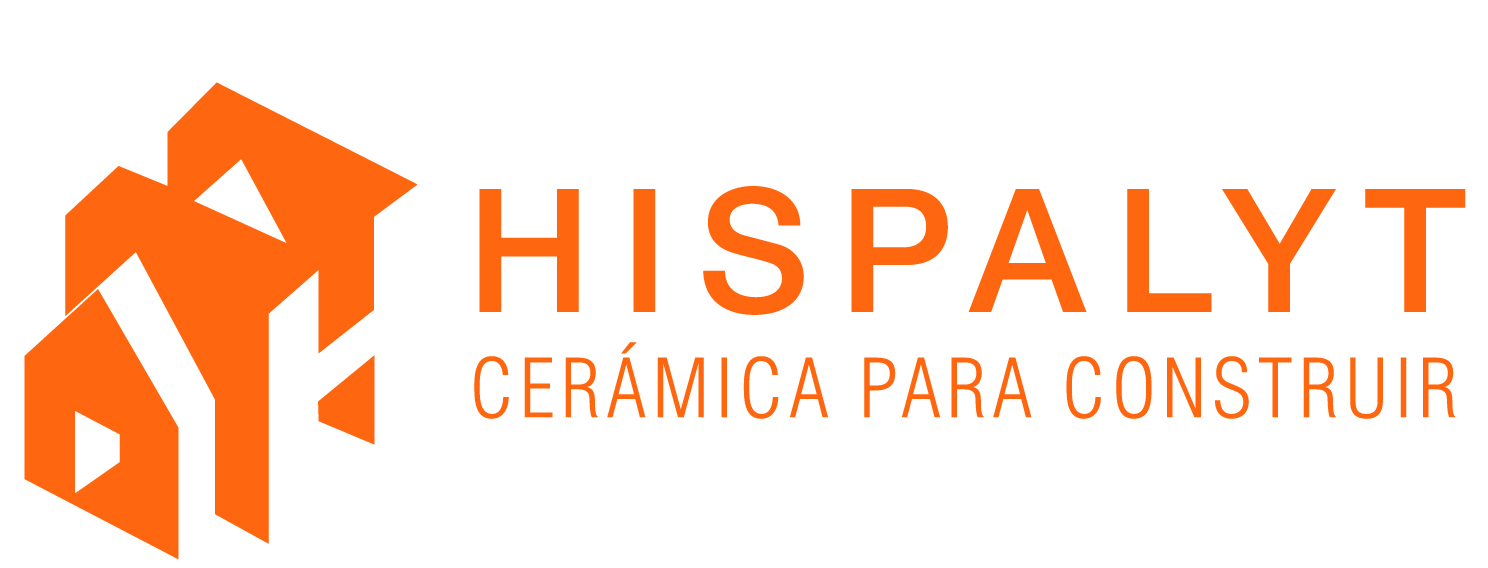 HISPALYT
CERÁMICA PARA CONSTRUIR